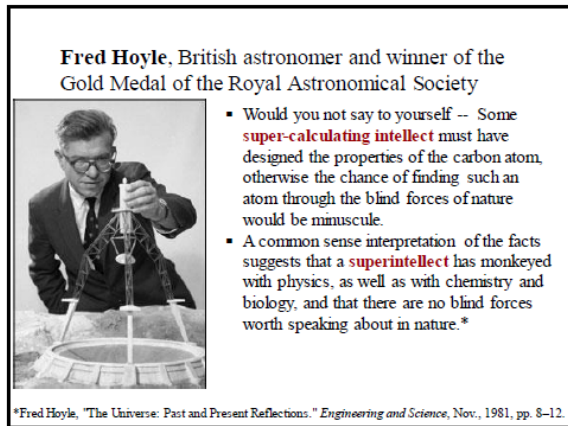 Fred Hoyle, British astronomer and winner of the
Gold Medal of the Royal Astronomical Society
▪ Would you not say to yourself -- Some
super-calculating intellect must have
designed the properties of the carbon atom,
otherwise the chance of finding such an
atom through the blind forces of nature
would be minuscule.
▪ A common sense interpretation of the facts
suggests that a superintellect has monkeyed
with physics, as well as with chemistry and
biology, and that there are no blind forces
worth speaking about in nature.*
*Fred Hoyle, "The Universe: Past and Present Reflections." Engineering and Science, Nov., 1981, pp. 8–12.